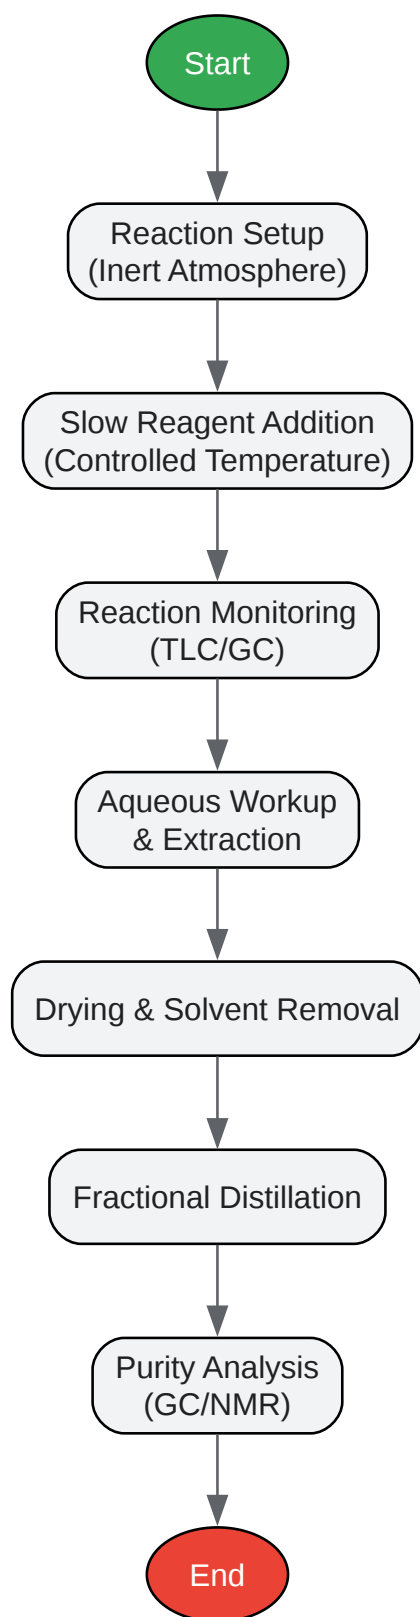 Start
Reaction Setup
(Inert Atmosphere)
Slow Reagent Addition
(Controlled Temperature)
Reaction Monitoring
(TLC/GC)
Aqueous Workup
& Extraction
Drying & Solvent Removal
Fractional Distillation
Purity Analysis
(GC/NMR)
End